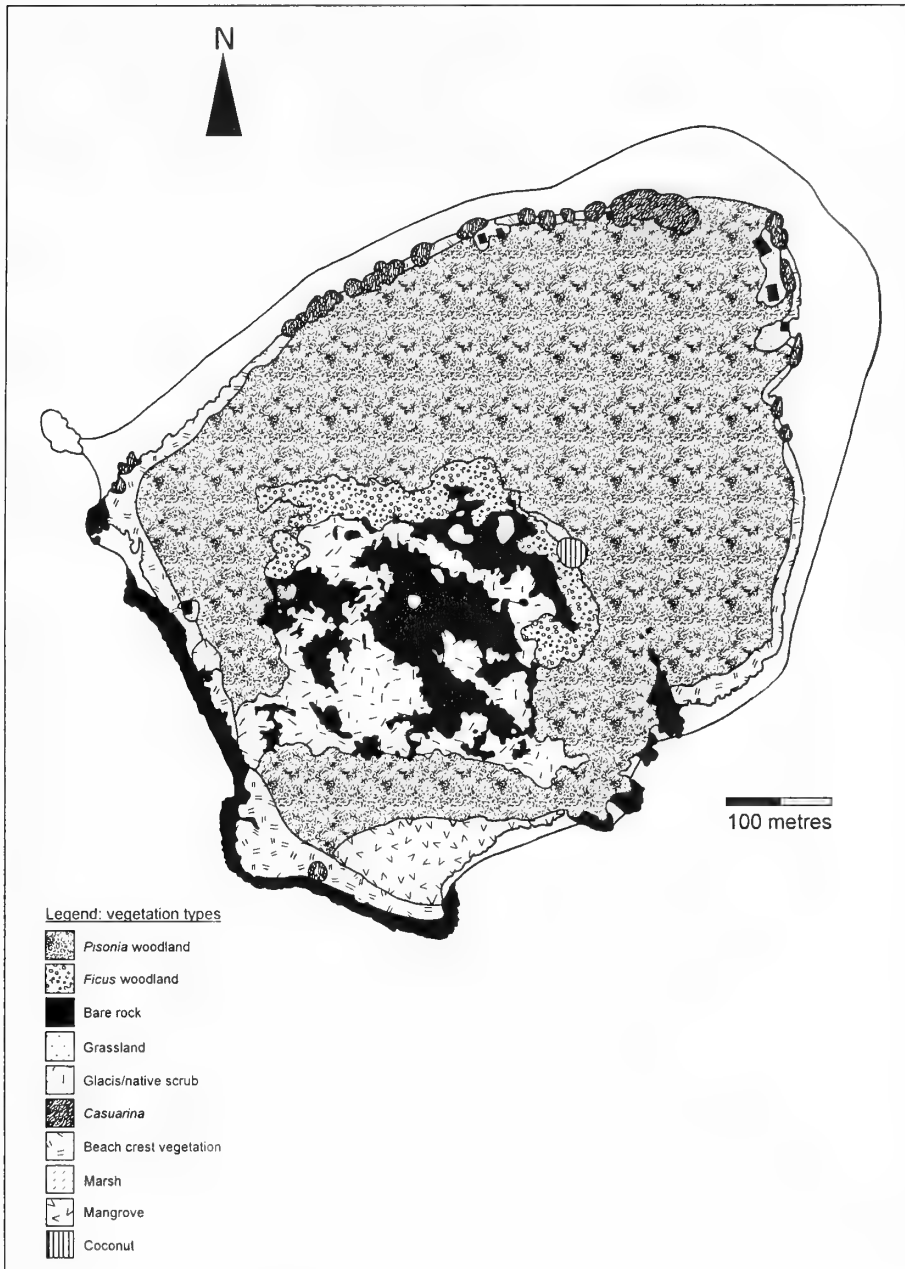 N
100 metres
Legend: vegetation types
Pisonia woodland
Ficus woodland
Bare rock
Grassland
Glacis/native scrub
Casuarina
Beach crest vegetation
Marsh
Mangrove
Coconut